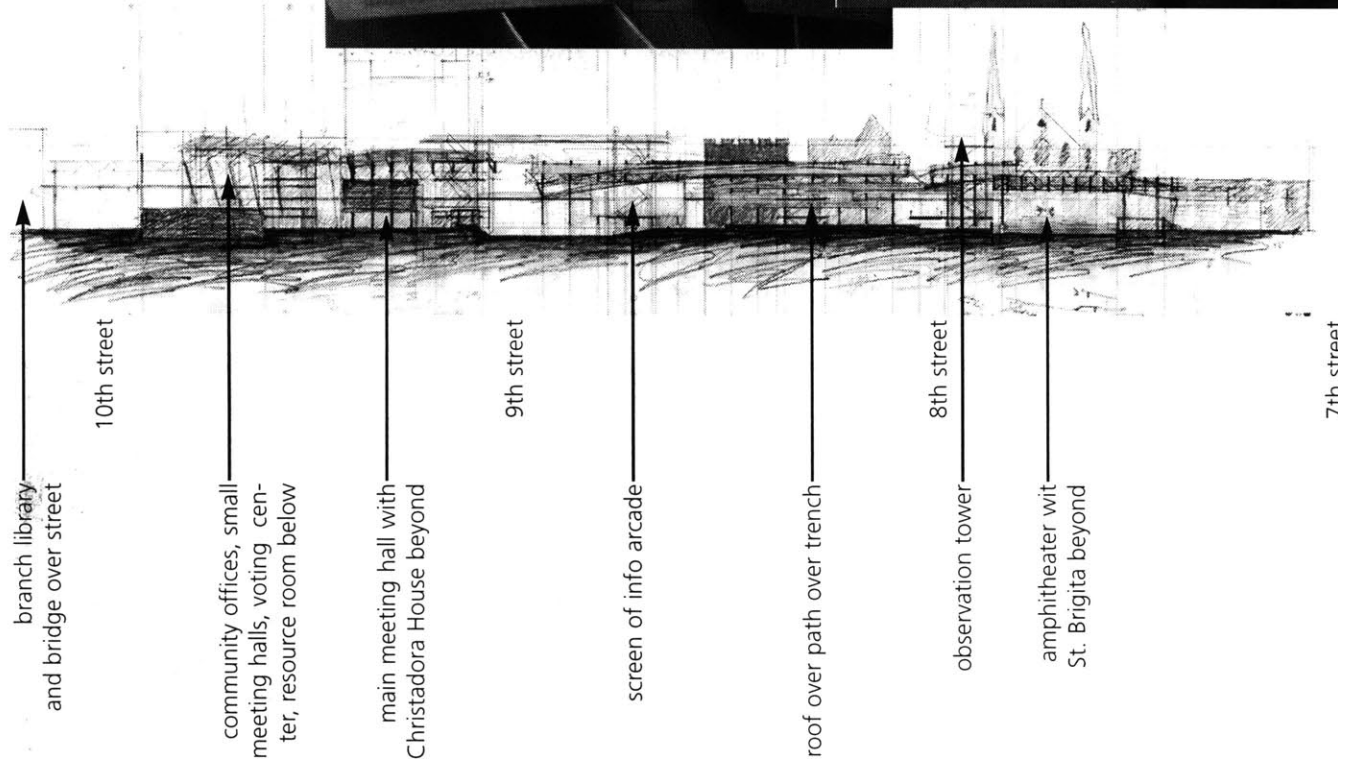 branch library
and bridge over street
10th street
community offices, small
meeting halls, voting cen-
ter, resource room below
main meeting hall with
Christadora House beyond
9th street
screen of info arcade
roof over path over trench
8th street
observation tower
amphitheater wit
St. Brigita beyond
7th street